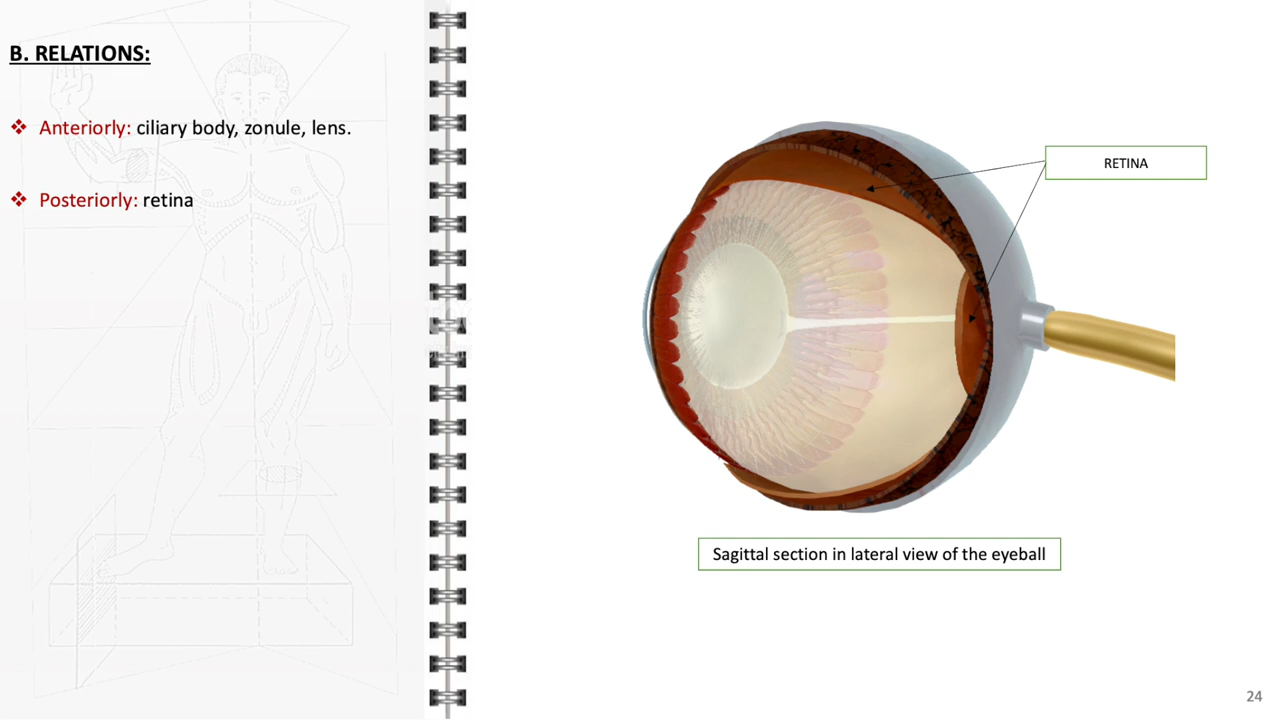 B. RELATIONS:
❖ Anteriorly: ciliary body, zonule, lens.
❖ Posteriorly: retina
RETINA
Sagittal section in lateral view of the eyeball
24